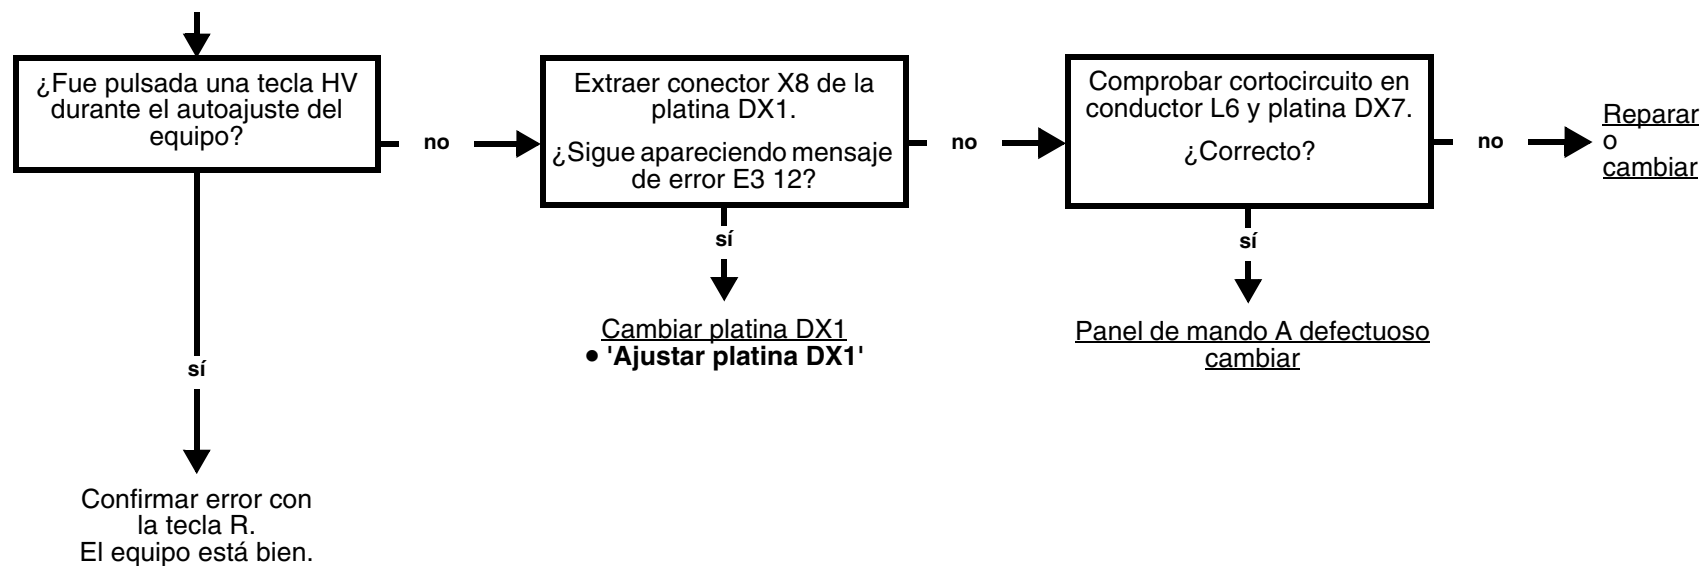 ¿Fue pulsada una tecla HV
durante el autoajuste del
equipo?
no
sí
Confirmar error con
la tecla R.
El equipo está bien.
Extraer conector X8 de la
platina DX1.
¿Sigue apareciendo mensaje
de error E3 12?
no
sí
Cambiar platina DX1
• 'Ajustar platina DX1'
Comprobar cortocircuito en
conductor L6 y platina DX7.
¿Correcto?
no
sí
Panel de mando A defectuoso
cambiar
Reparar
o
cambiar